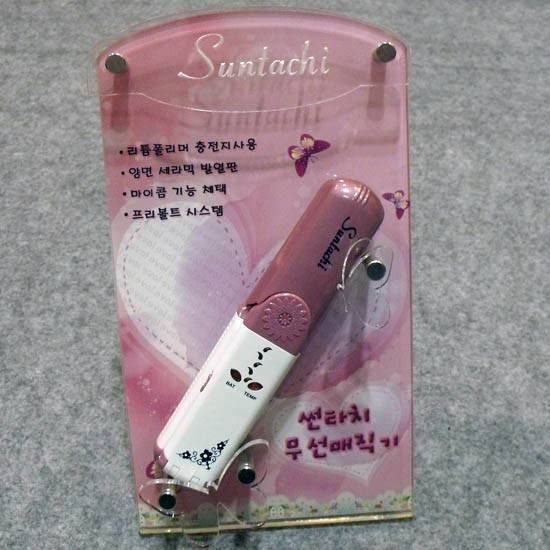 Suntachi
• 리튬폴리머 충전지사용
• 양면 세라믹 발열판
• 마이콤 기능 채택
• 프리볼트 시스템
Suntachi
BAT TEMP
썬타치
무선매직기